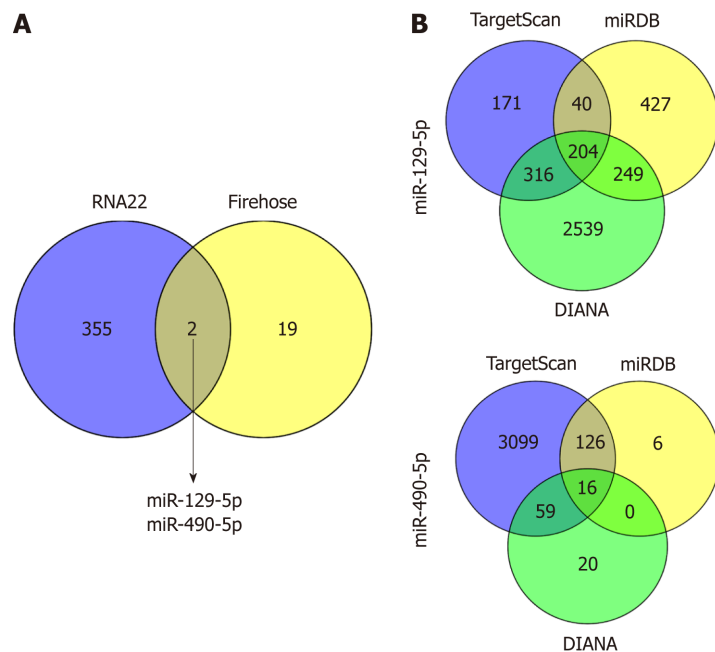 A
RNA22 Firehose
355 2 19
miR-129-5p
miR-490-5p
B
TargetScan miRDB
miR-129-5p
171 40 427
204
316 249
2539
DIANA
TargetScan miRDB
miR-490-5p
3099 126 6
16
59 0
20
DIANA